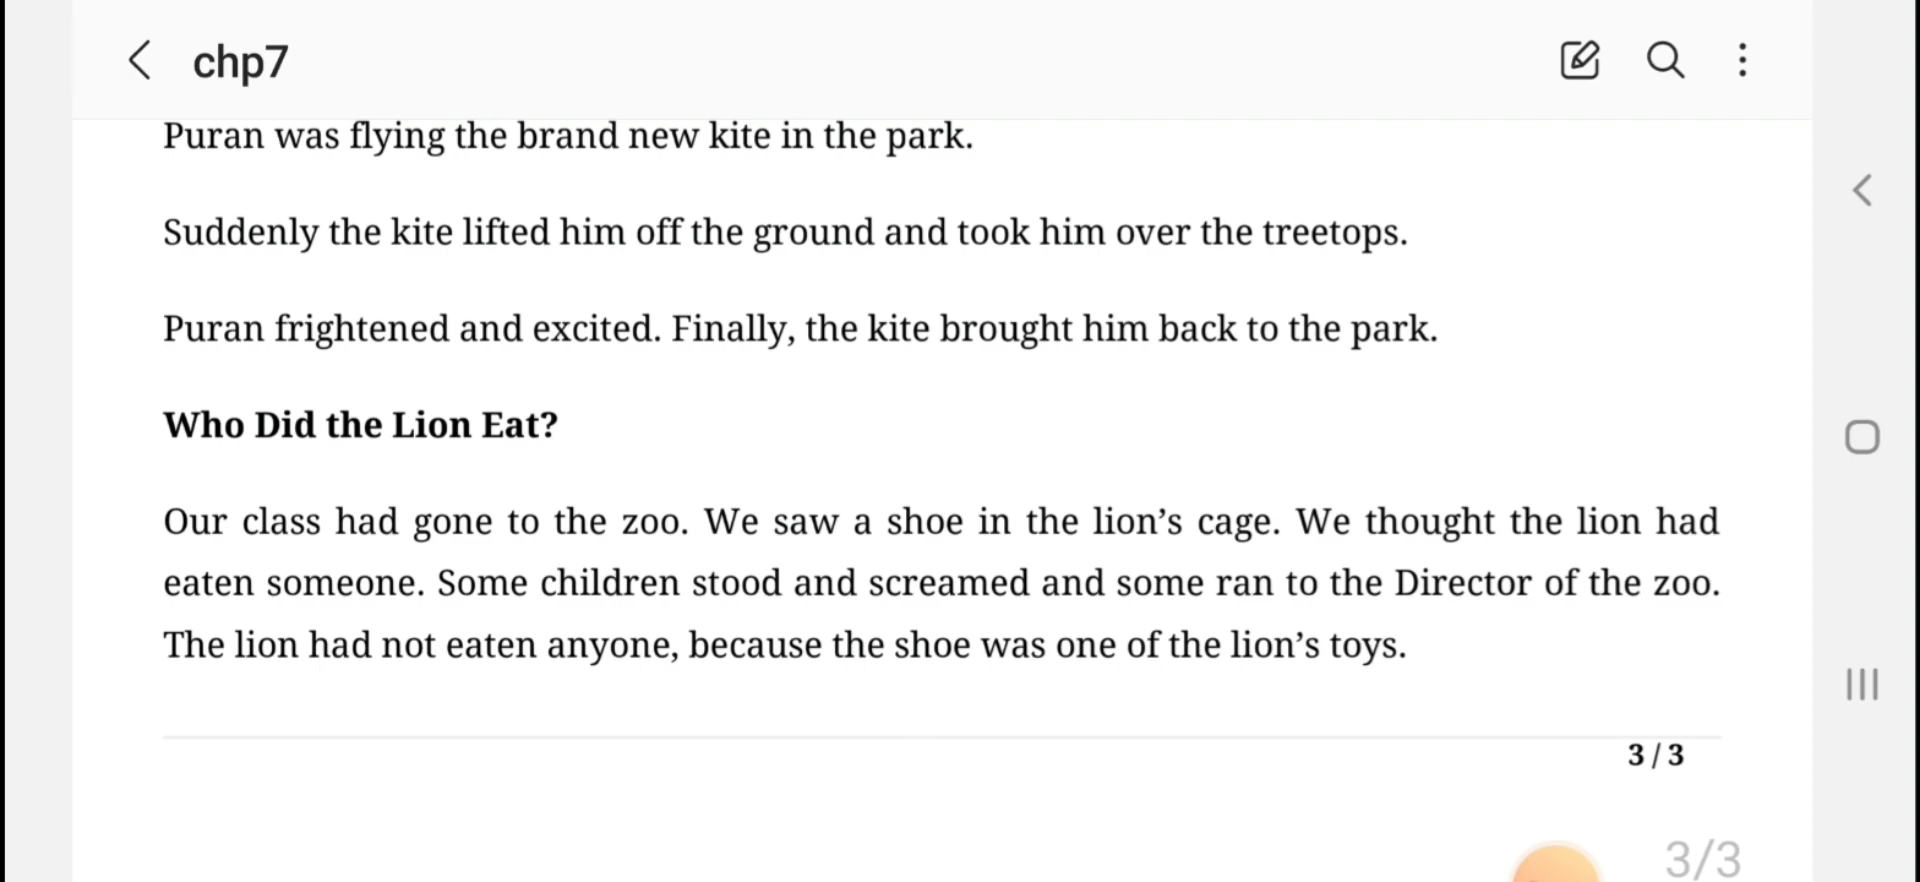 chp7
Puran was flying the brand new kite in the park.
Suddenly the kite lifted him off the ground and took him over the treetops.
Puran frightened and excited. Finally, the kite brought him back to the park.
Who Did the Lion Eat?
Our class had gone to the zoo. We saw a shoe in the lion’s cage. We thought the lion had
eaten someone. Some children stood and screamed and some ran to the Director of the zoo.
The lion had not eaten anyone, because the shoe was one of the lion’s toys.
3 / 3
3/3